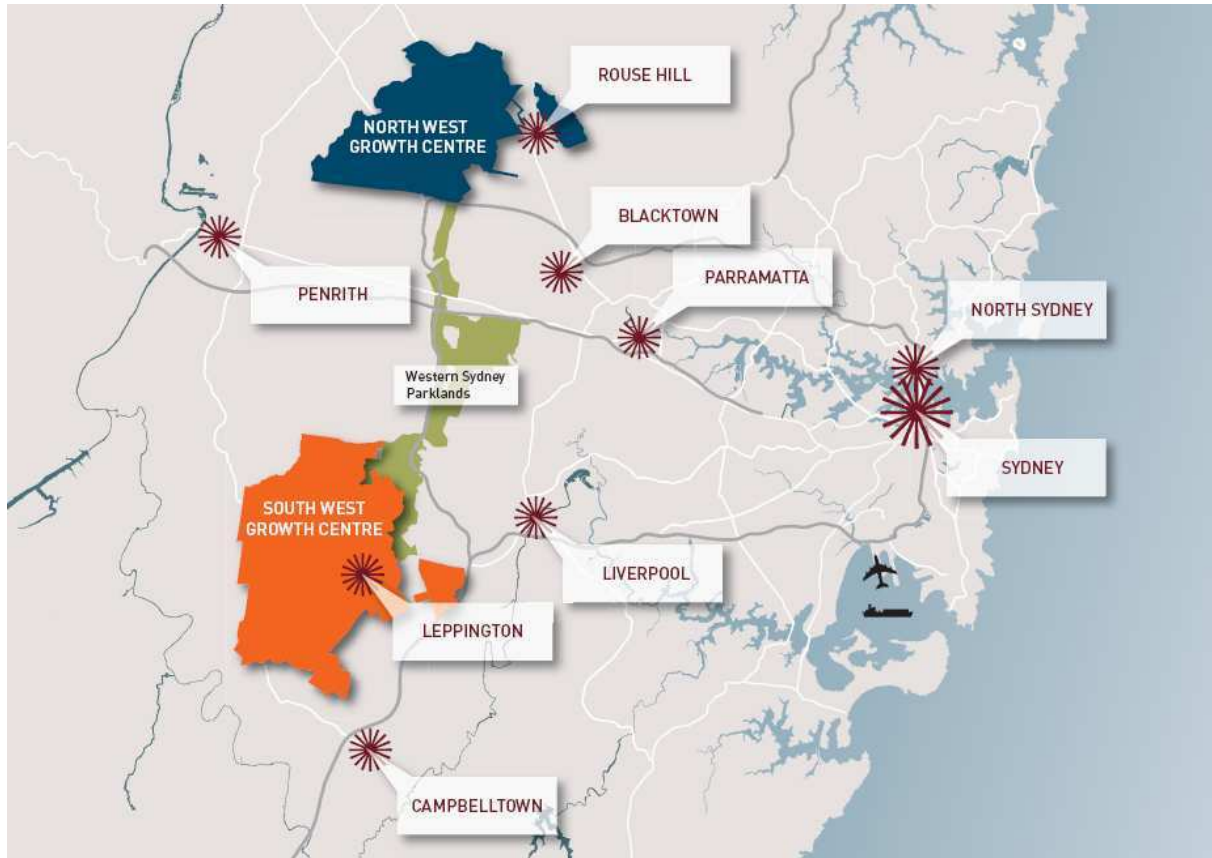 ROUSE HILL
NORTH WEST
GROWTH CENTRE
BLACKTOWN
PARRAMATTA
PENRITH
NORTH SYDNEY
Western Sydney
Parklands
SYDNEY
SOUTH WEST
GROWTH CENTRE
LIVERPOOL
LEPPINGTON
CAMPBELLTOWN